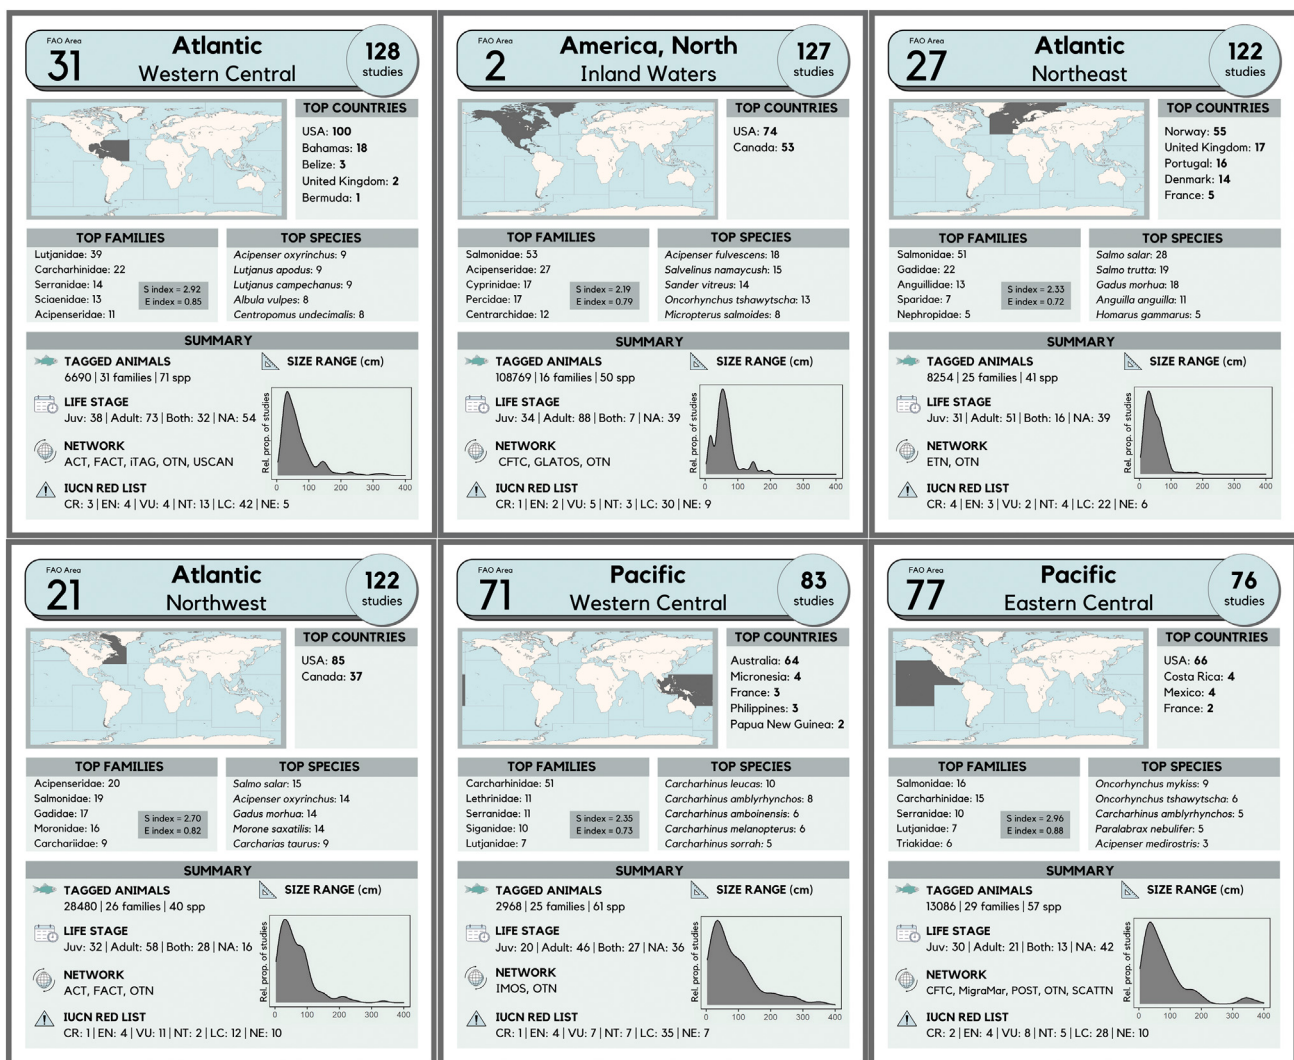 FAO Area
31
Atlantic
Western Central
128
studies
TOP COUNTRIES
USA: 100
Bahamas: 18
Belize: 3
United Kingdom: 2
Bermuda: 1
TOP FAMILIES
Lutjanidae: 39
Carcharhinidae: 22
Serranidae: 14
Sciaenidae: 13
Acipenseridae: 11
S index = 2.92
E index = 0.85
TOP SPECIES
Acipenser oxyrinchus: 9
Lutjanus apodus: 9
Lutjanus campechanus: 9
Albula vulpes: 8
Centropomus undecimalis: 8
SUMMARY
TAGGED ANIMALS
6690 | 31 families | 71 spp
LIFE STAGE
Juv: 38 | Adult: 73 | Both: 32 | NA: 54
NETWORK
ACT, FACT, iTAG, OTN, USCAN
IUCN RED LIST
CR: 3 | EN: 4 | VU: 4 | NT: 13 | LC: 42 | NE: 5
SIZE RANGE (cm)
Rel. prop. of studies
0 100 200 300 400
FAO Area
2
America, North
Inland Waters
127
studies
TOP COUNTRIES
USA: 74
Canada: 53
TOP FAMILIES
Salmonidae: 53
Acipenseridae: 27
Cyprinidae: 17
Percidae: 17
Centrarchidae: 12
S index = 2.19
E index = 0.79
TOP SPECIES
Acipenser fulvescens: 18
Salvelinus namaycush: 15
Sander vitreus: 14
Oncorhynchus tshawytscha: 13
Micropterus salmoides: 8
SUMMARY
TAGGED ANIMALS
108769 | 16 families | 50 spp
LIFE STAGE
Juv: 34 | Adult: 88 | Both: 7 | NA: 39
NETWORK
CFTC, GLATOS, OTN
IUCN RED LIST
CR: 1 | EN: 2 | VU: 5 | NT: 3 | LC: 30 | NE: 9
SIZE RANGE (cm)
Rel. prop. of studies
0 100 200 300 400
FAO Area
27
Atlantic
Northeast
122
studies
TOP COUNTRIES
Norway: 55
United Kingdom: 17
Portugal: 16
Denmark: 14
France: 5
TOP FAMILIES
Salmonidae: 51
Gadidae: 22
Anguillidae: 13
Sparidae: 7
Nephropidae: 5
S index = 2.33
E index = 0.72
TOP SPECIES
Salmo salar: 28
Salmo trutta: 19
Gadus morhua: 18
Anguilla anguilla: 11
Homarus gammarus: 5
SUMMARY
TAGGED ANIMALS
8254 | 25 families | 41 spp
LIFE STAGE
Juv: 31 | Adult: 51 | Both: 16 | NA: 39
NETWORK
ETN, OTN
IUCN RED LIST
CR: 4 | EN: 3 | VU: 2 | NT: 4 | LC: 22 | NE: 6
SIZE RANGE (cm)
Rel. prop. of studies
0 100 200 300 400
FAO Area
21
Atlantic
Northwest
122
studies
TOP COUNTRIES
USA: 85
Canada: 37
TOP FAMILIES
Acipenseridae: 20
Salmonidae: 19
Gadidae: 17
Moronidae: 16
Carchariidae: 9
S index = 2.70
E index = 0.82
TOP SPECIES
Salmo salar: 15
Acipenser oxyrinchus: 14
Gadus morhua: 14
Morone saxatilis: 14
Carcharias taurus: 9
SUMMARY
TAGGED ANIMALS
28480 | 26 families | 40 spp
LIFE STAGE
Juv: 32 | Adult: 58 | Both: 28 | NA: 16
NETWORK
ACT, FACT, OTN
IUCN RED LIST
CR: 1 | EN: 4 | VU: 11 | NT: 2 | LC: 12 | NE: 10
SIZE RANGE (cm)
Rel. prop. of studies
0 100 200 300 400
FAO Area
71
Pacific
Western Central
83
studies
TOP COUNTRIES
Australia: 64
Micronesia: 4
France: 3
Philippines: 3
Papua New Guinea: 2
TOP FAMILIES
Carcharhinidae: 51
Lethrinidae: 11
Serranidae: 11
Siganidae: 10
Lutjanidae: 7
S index = 2.35
E index = 0.73
TOP SPECIES
Carcharhinus leucas: 10
Carcharhinus amblyrhynchos: 8
Carcharhinus amboinensis: 6
Carcharhinus melanopterus: 6
Carcharhinus sorrah: 5
SUMMARY
TAGGED ANIMALS
2968 | 25 families | 61 spp
LIFE STAGE
Juv: 20 | Adult: 46 | Both: 27 | NA: 36
NETWORK
IMOS, OTN
IUCN RED LIST
CR: 1 | EN: 4 | VU: 7 | NT: 7 | LC: 35 | NE: 7
SIZE RANGE (cm)
Rel. prop. of studies
0 100 200 300 400
FAO Area
77
Pacific
Eastern Central
76
studies
TOP COUNTRIES
USA: 66
Costa Rica: 4
Mexico: 4
France: 2
TOP FAMILIES
Salmonidae: 16
Carcharhinidae: 15
Serranidae: 10
Lutjanidae: 7
Triakidae: 6
S index = 2.96
E index = 0.88
TOP SPECIES
Oncorhynchus mykiss: 9
Oncorhynchus tshawytscha: 6
Carcharhinus amblyrhynchos: 5
Paralabrax nebulifer: 5
Acipenser medirostris: 3
SUMMARY
TAGGED ANIMALS
13086 | 29 families | 57 spp
LIFE STAGE
Juv: 30 | Adult: 21 | Both: 13 | NA: 42
NETWORK
CFTC, MigraMar, POST, OTN, SCATTN
IUCN RED LIST
CR: 2 | EN: 4 | VU: 8 | NT: 5 | LC: 28 | NE: 10
SIZE RANGE (cm)
Rel. prop. of studies
0 100 200 300 400